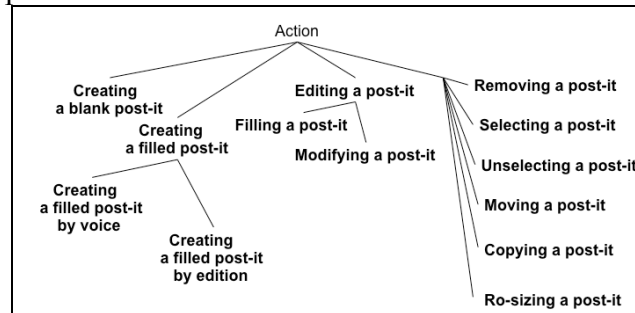 Action
Creating
a blank post-it
Creating
a filled post-it
Creating
a filled post-it
by voice
Creating
a filled post-it
by edition
Editing a post-it
Filling a post-it
Modifying a post-it
Removing a post-it
Selecting a post-it
Unselecting a post-it
Moving a post-it
Copying a post-it
Ro-sizing a post-it